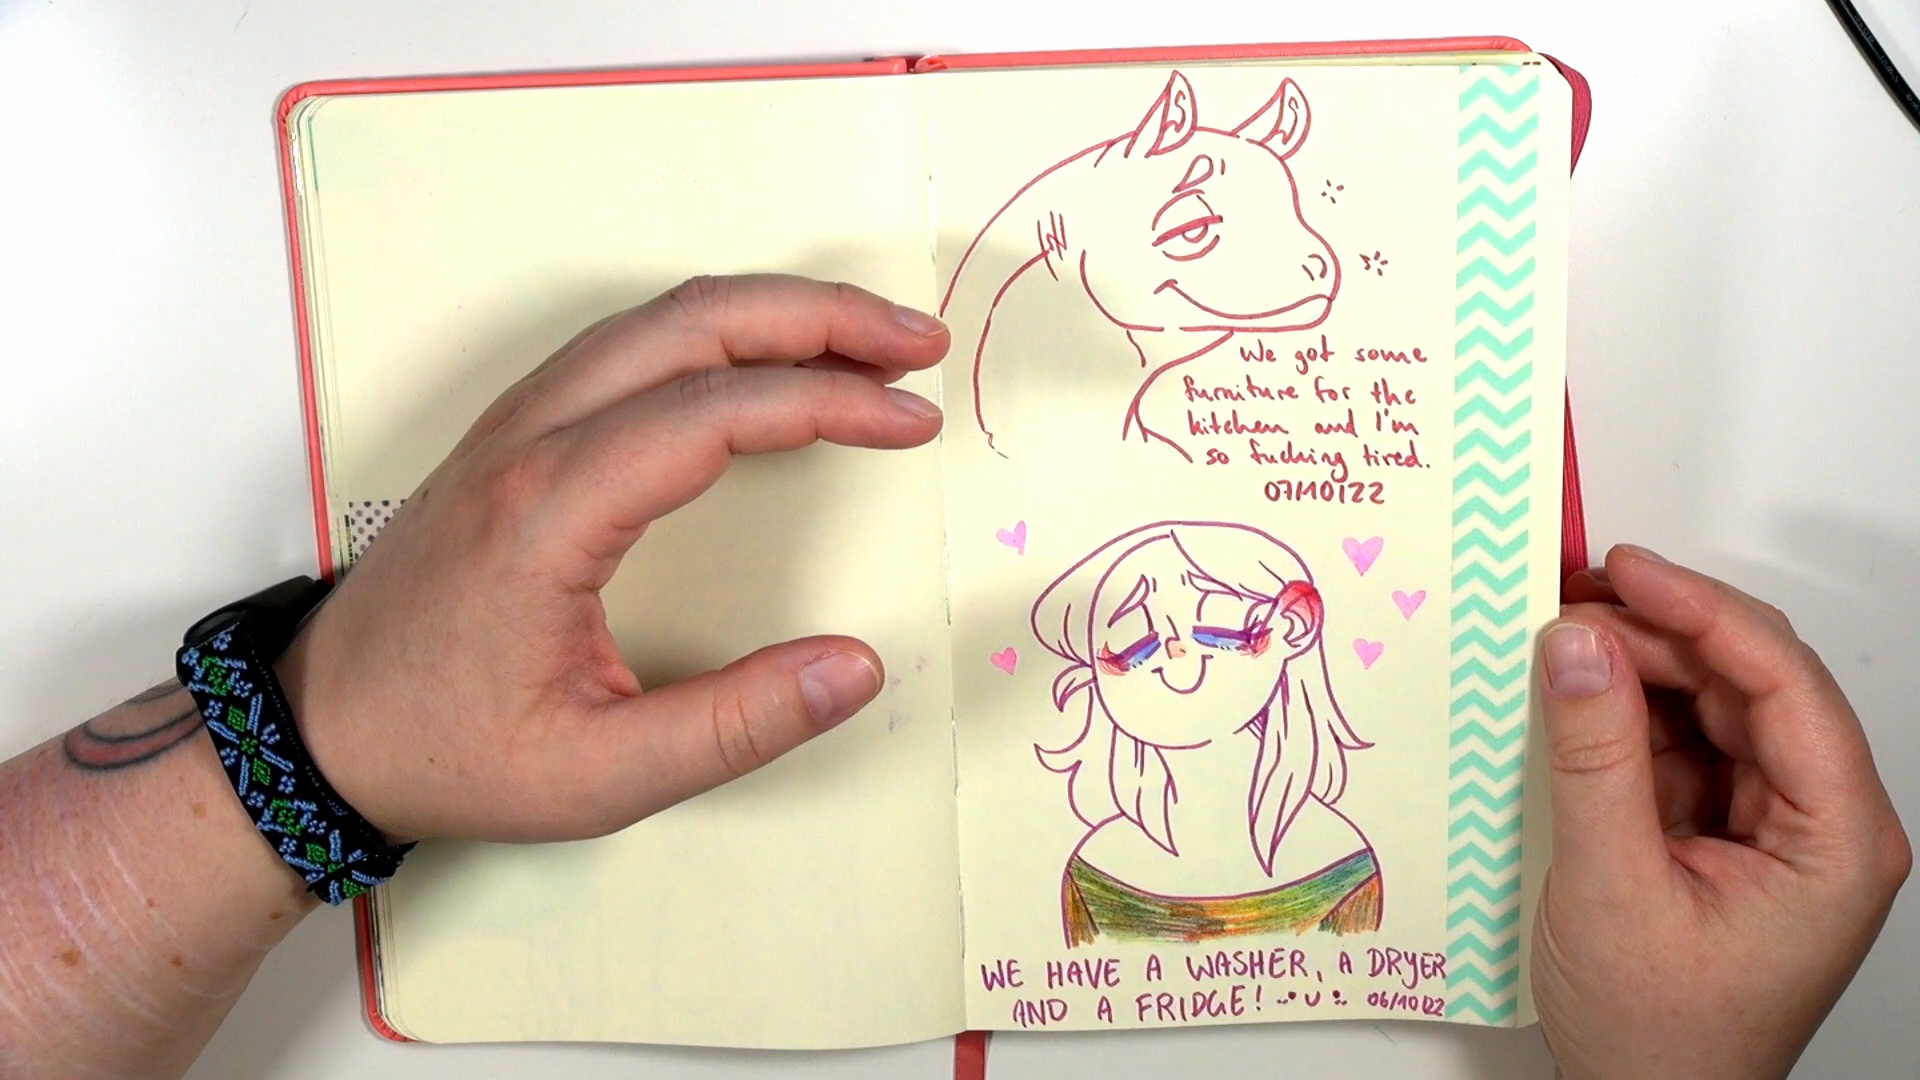 We got some
furniture for the
kitchen and I'm
so fucking tired.
07/10/22
WE HAVE A WASHER, A DRYER
AND A FRIDGE! 06/10/22